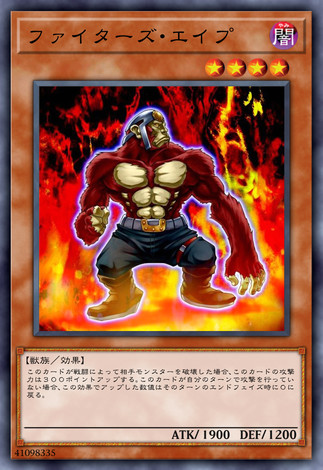 ファイターズ・エイプ
やみ
闇
【獣族／効果】
このカードが戦闘によって相手モンスターを破壊した場合、このカードの攻撃
力は３００ポイントアップする。このカードが自分のターンで攻撃を行ってい
ない場合、この効果でアップした数値はそのターンのエンドフェイズ時に０に
戻る。
ATK/ 1900 DEF/ 1200
41098335